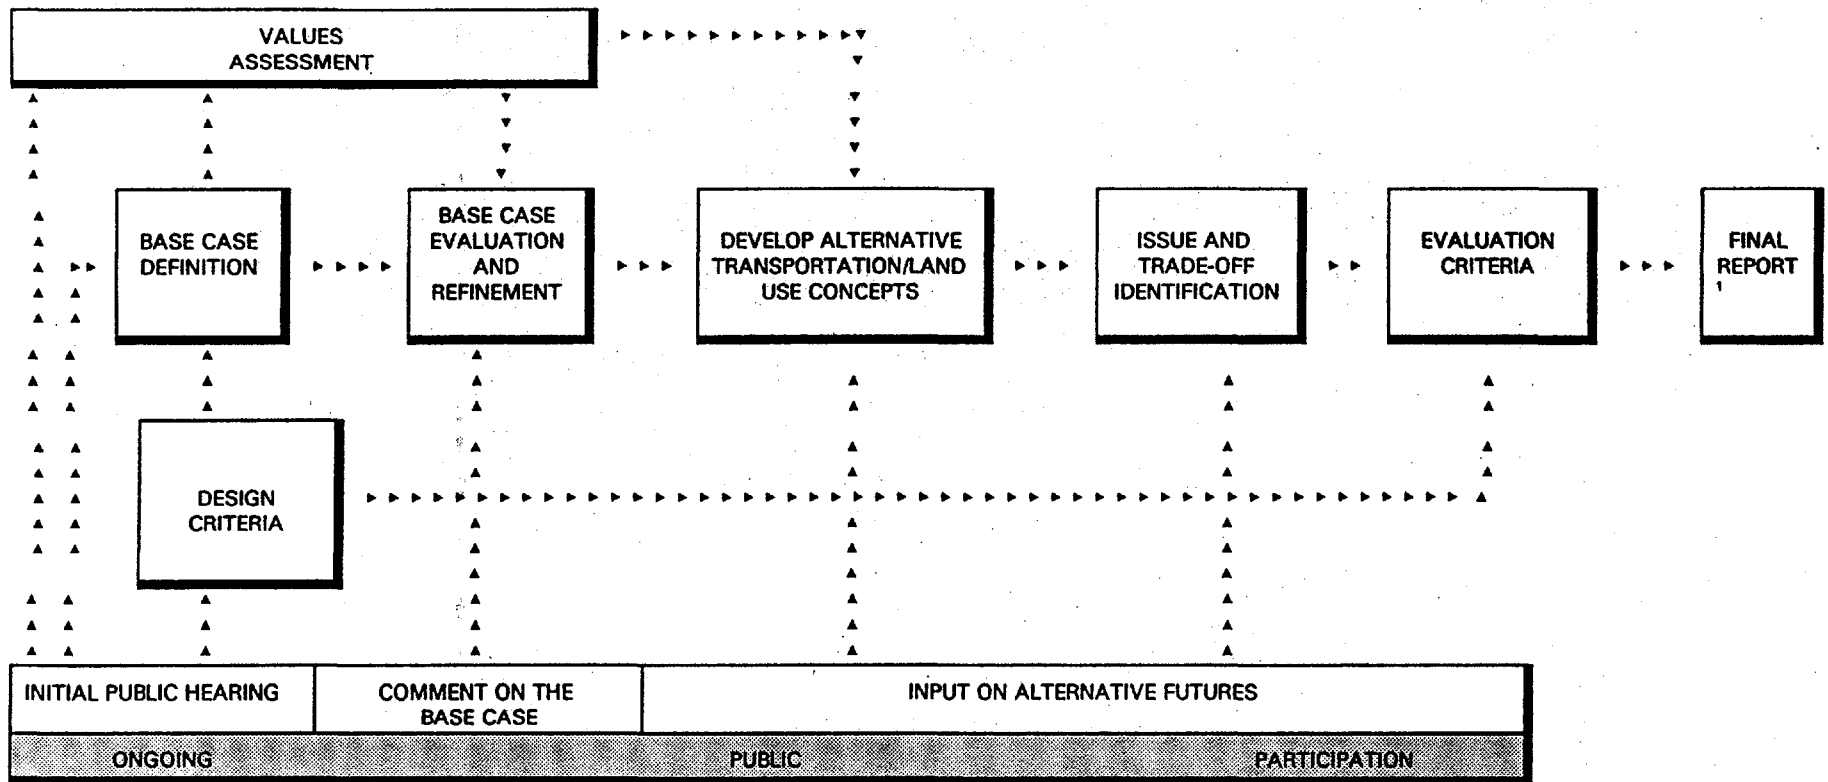 VALUES
ASSESSMENT
BASE CASE
DEFINITION
BASE CASE
EVALUATION
AND
REFINEMENT
DEVELOP ALTERNATIVE
TRANSPORTATION/LAND
USE CONCEPTS
ISSUE AND
TRADE-OFF
IDENTIFICATION
EVALUATION
CRITERIA
FINAL
REPORT
1
DESIGN
CRITERIA
INITIAL PUBLIC HEARING
COMMENT ON THE
BASE CASE
INPUT ON ALTERNATIVE FUTURES
ONGOING PUBLIC PARTICIPATION